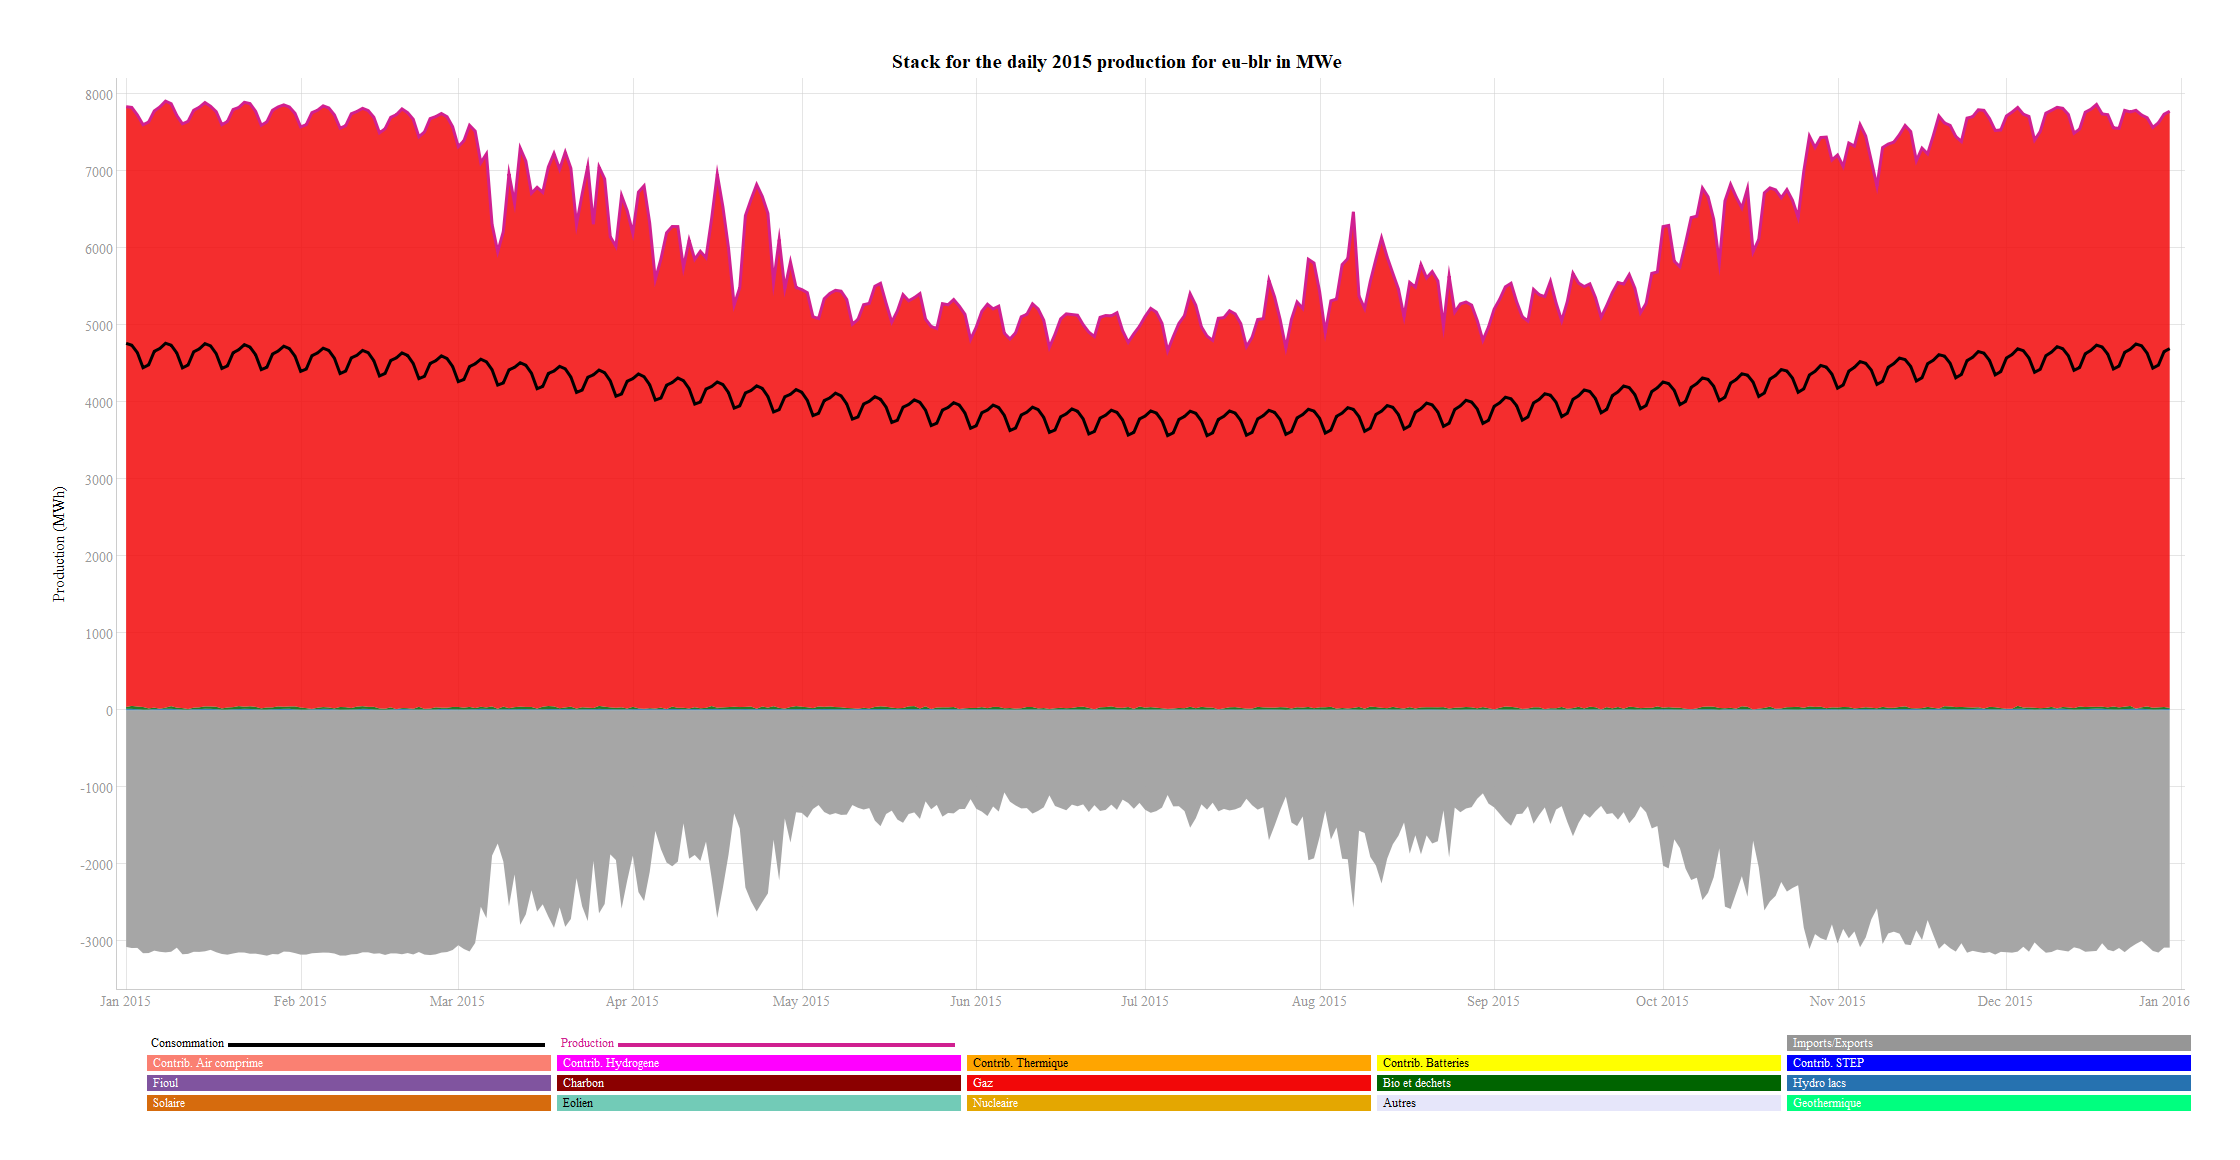 Stack for the daily 2015 production for eu-blr in MWe
8000
7000
6000
5000
4000
3000
2000
1000
0
-1000
-2000
-3000
Production (MWh)
Jan 2015 Feb 2015 Mar 2015 Apr 2015 May 2015 Jun 2015 Jul 2015 Aug 2015 Sep 2015 Oct 2015 Nov 2015 Dec 2015 Jan 2016
Consommation Production Imports/Exports
Contrib. Air comprime Contrib. Hydrogene Contrib. Thermique Contrib. Batteries Contrib. STEP
Fioul Charbon Gaz Bio et dechets Hydro lacs
Solaire Eolien Nucleaire Autres Geothermique